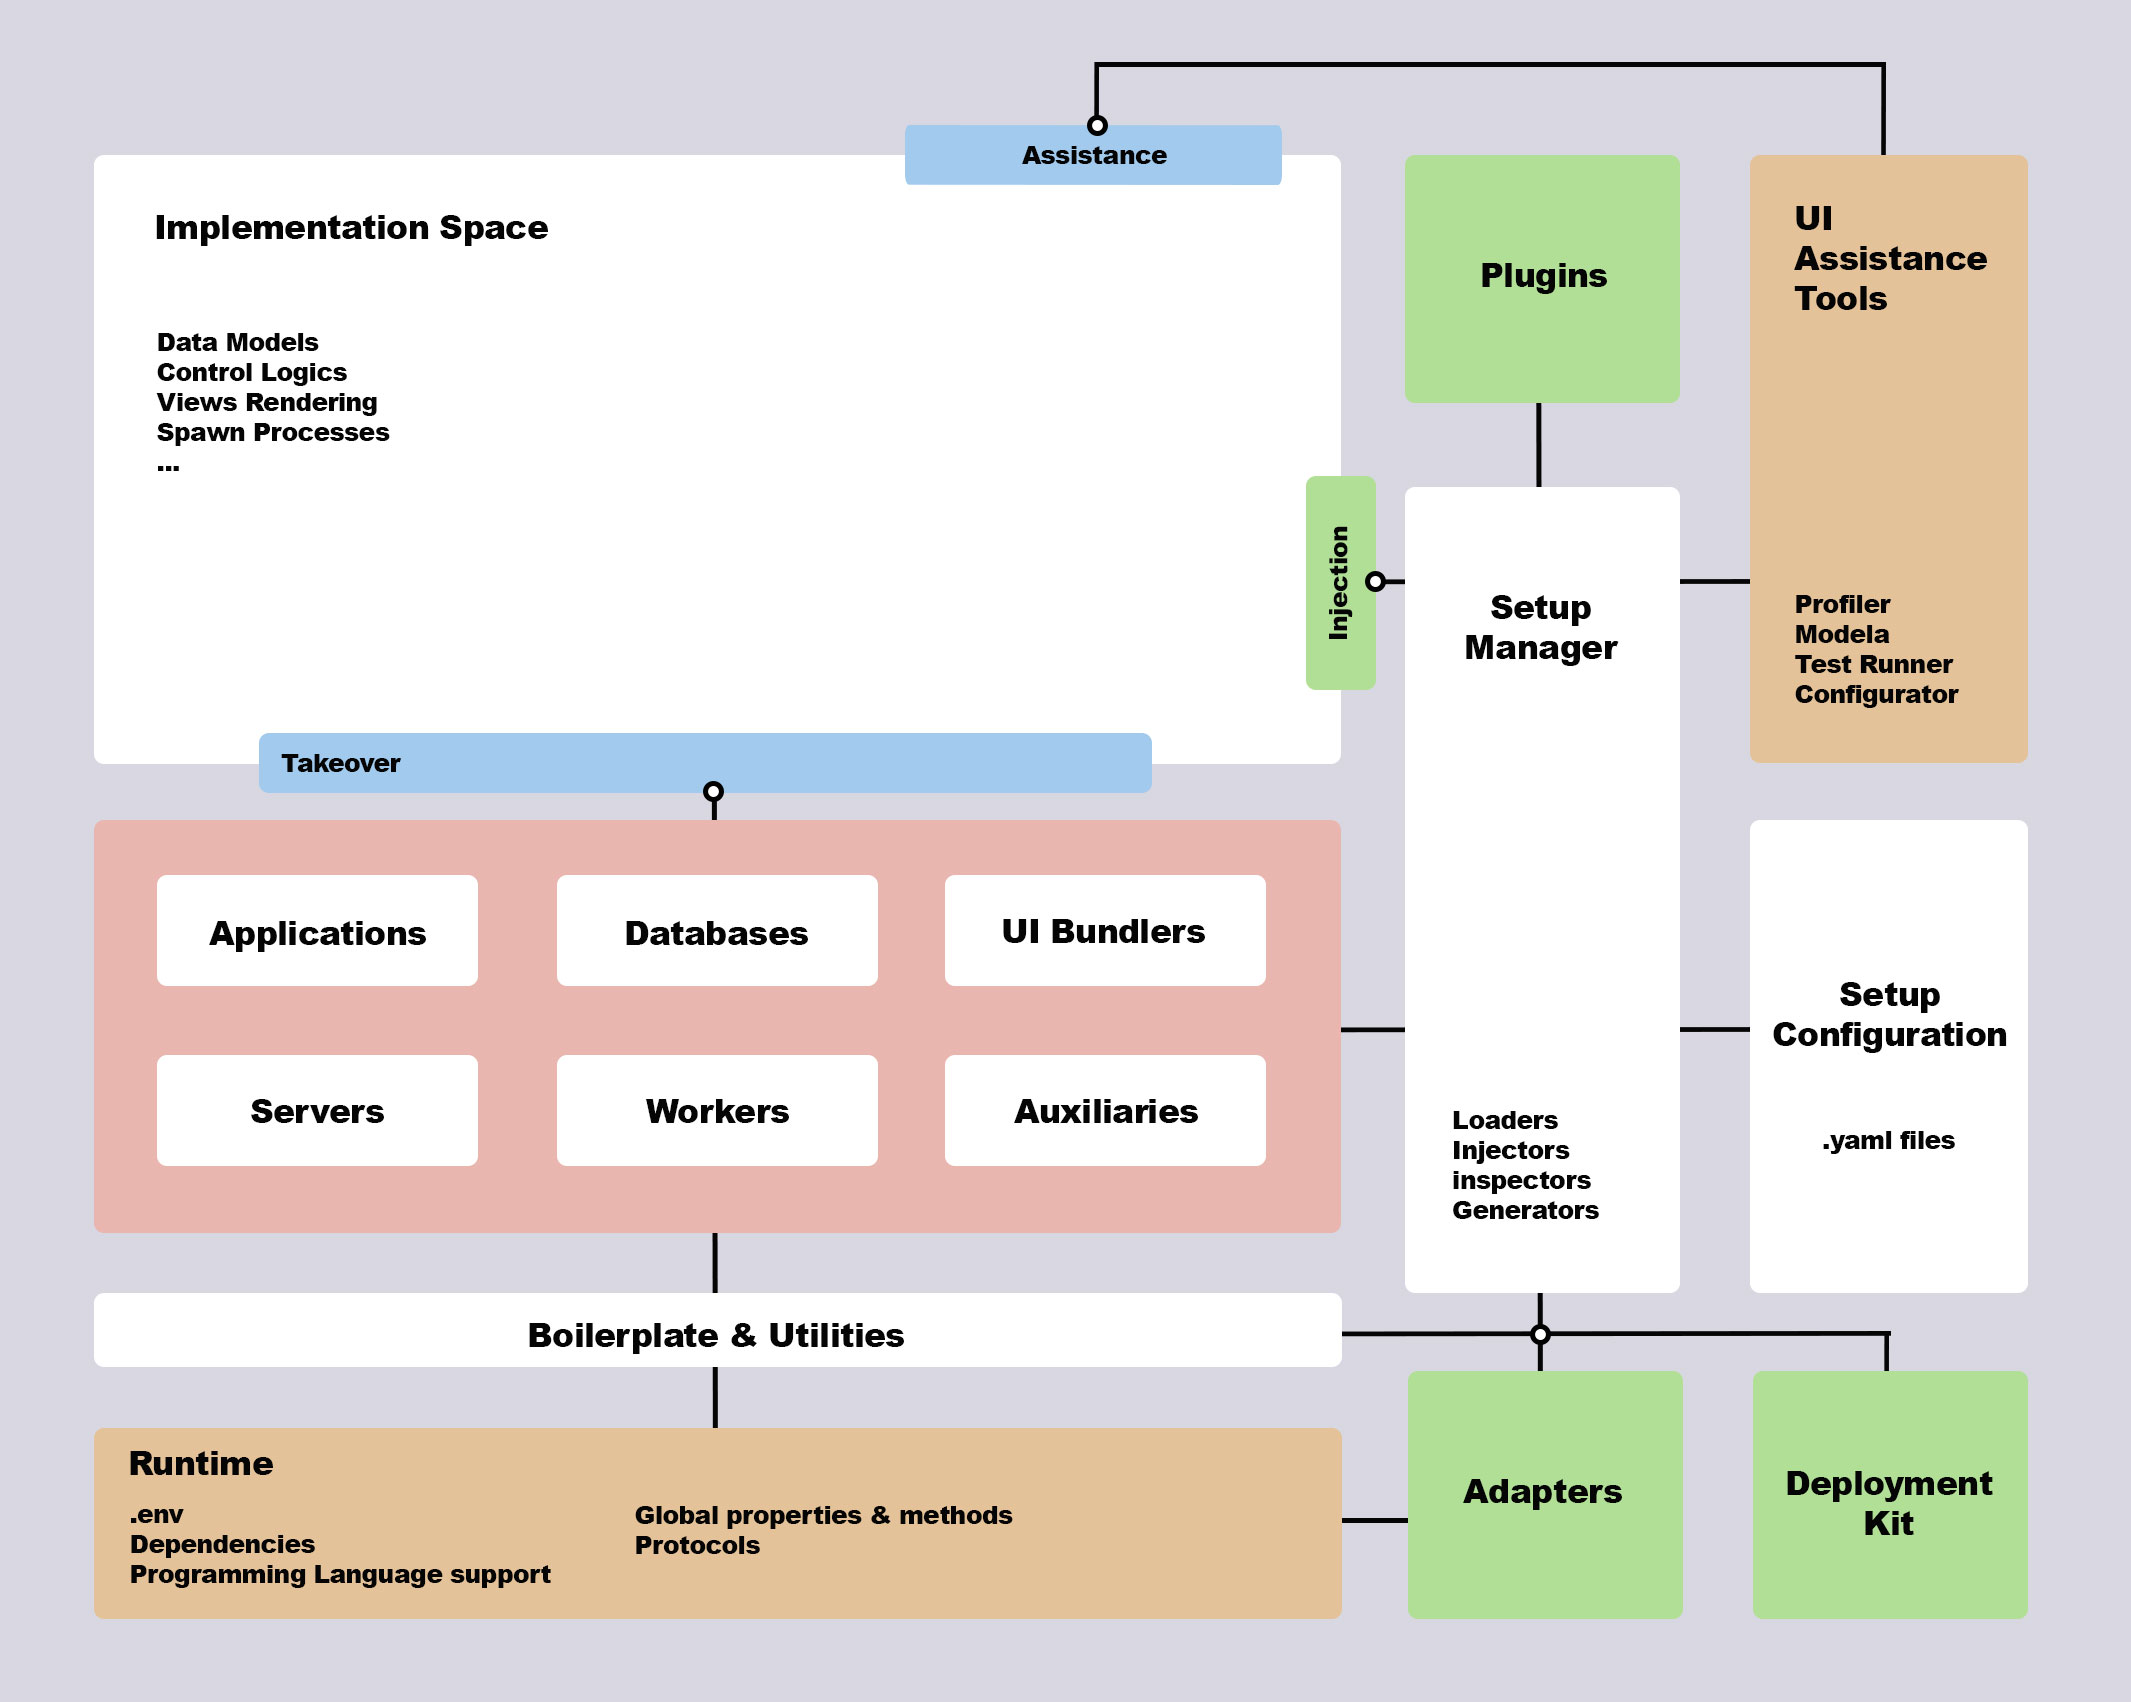 Assistance
Implementation Space
Data Models
Control Logics
Views Rendering
Spawn Processes
...
Injection
Takeover
Plugins
UI
Assistance
Tools
Profiler
Modela
Test Runner
Configurator
Setup
Manager
Loaders
Injectors
inspectors
Generators
Setup
Configuration
.yaml files
Applications
Databases
UI Bundlers
Servers
Workers
Auxiliaries
Boilerplate & Utilities
Runtime
.env
Dependencies
Programming Language support
Global properties & methods
Protocols
Adapters
Deployment
Kit